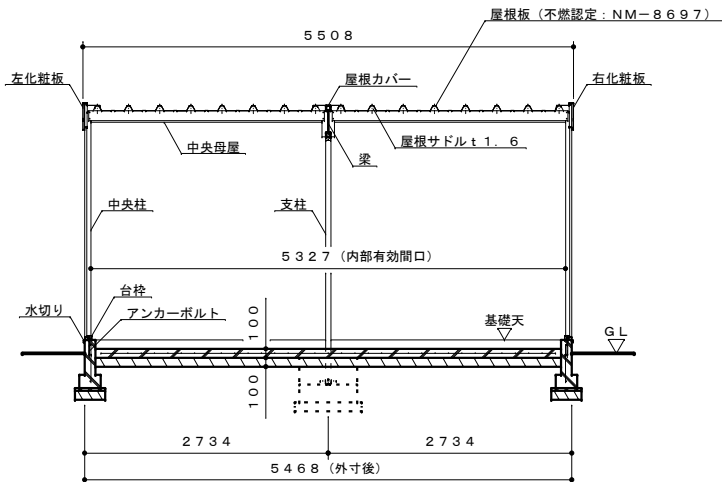 屋根板（不燃認定：NM－8697）
5508
左化粧板
屋根カバー
右化粧板
中央母屋
梁
屋根サドルｔ１．６
中央柱
支柱
5327（内部有効間口）
台枠
水切り
アンカーボルト
100
基礎天
GL
100
2734
2734
5468（外寸後）